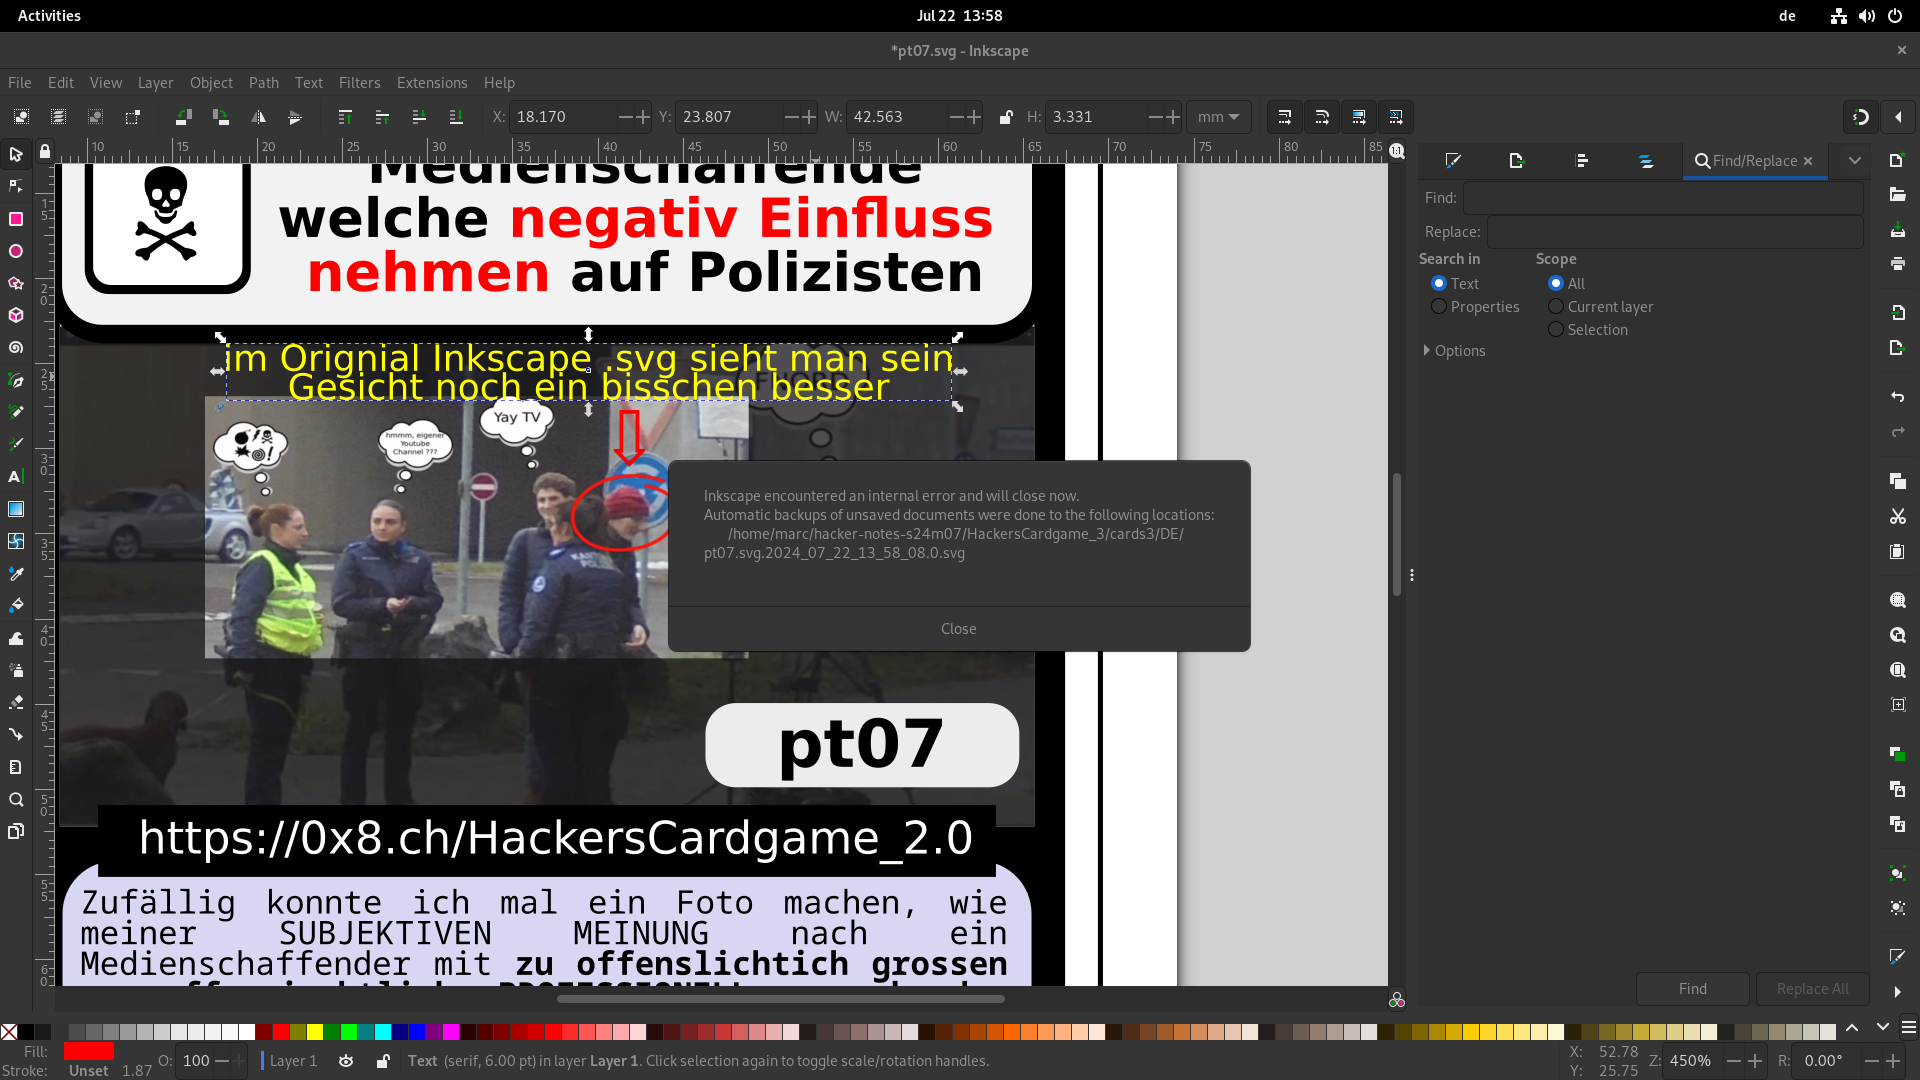 Activities
Jul 22 13:58
de
*pt07.svg - Inkscape
File Edit View Layer Object Path Text Filters Extensions Help
X: 18.170 Y: 23.807 W: 42.563 H: 3.331 mm
10 15 20 25 30 35 40 45 50 55 60 65 70 75 80 85
Medienschaffende
welche negativ Einfluss
nehmen auf Polizisten
im Orignial Inkscape .svg sieht man sein
Gesicht noch ein bisschen besser
Yay TV
hmmm, eigener
Youtube
Channel ???
Inkscape encountered an internal error and will close now.
Automatic backups of unsaved documents were done to the following locations:
/home/marc/hacker-notes-s24m07/HackersCardgame_3/cards3/DE/
pt07.svg.2024_07_22_13_58_08.0.svg
Close
pt07
https://0x8.ch/HackersCardgame_2.0
Zufällig konnte ich mal ein Foto machen, wie
meiner SUBJEKTIVEN MEINUNG nach ein
Medienschaffender mit zu offenslichtich grossen
Find/Replace
Find:
Replace:
Search in Scope
Text All
Properties Current layer
Selection
Options
Find Replace All
Fill:
Stroke: Unset 1.87
O: 100
Layer 1
Text (serif, 6.00 pt) in layer Layer 1. Click selection again to toggle scale/rotation handles.
X: 52.78
Y: 25.75
Z: 450%
R: 0.00°